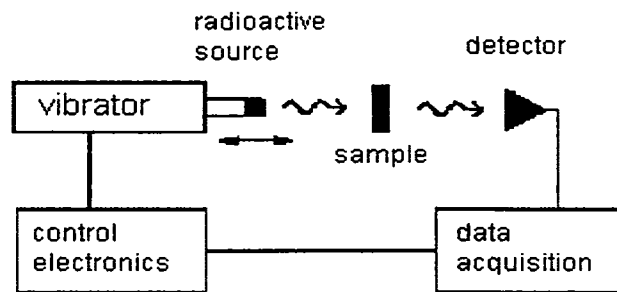 radioactive
source
detector
vibrator
sample
control
electronics
data
acquisition